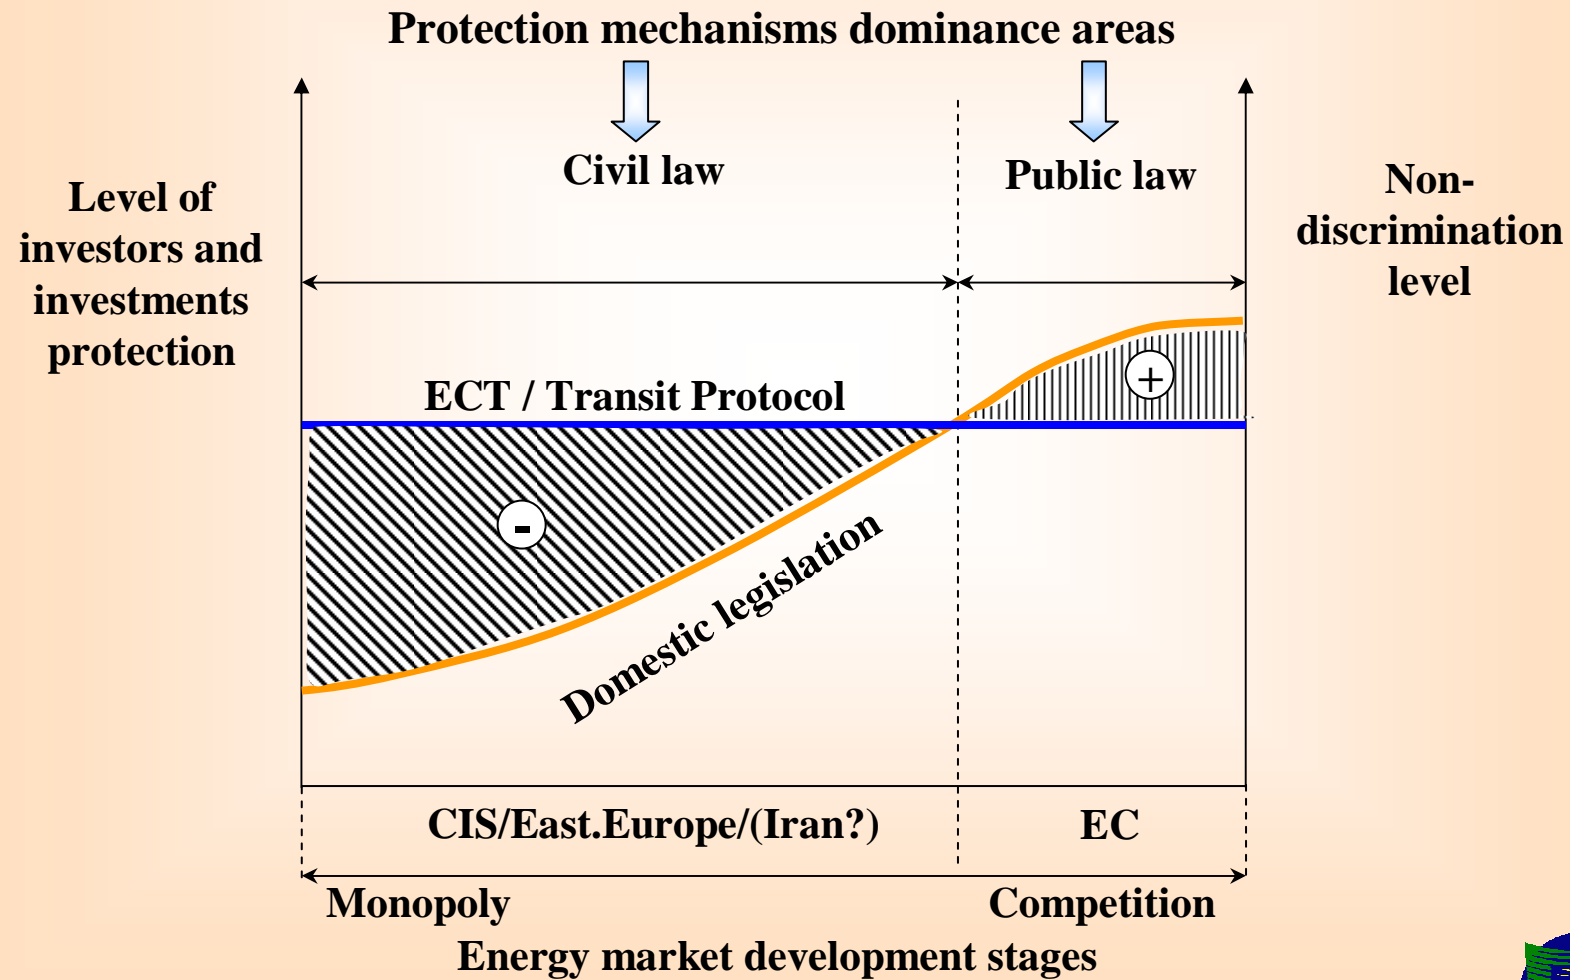 Protection mechanisms dominance areas
Civil law
Public law
Level of
investors and
investments
protection
Non-
discrimination
level
ECT / Transit Protocol
+
-
Domestic legislation
CIS/East.Europe/(Iran?)
EC
Monopoly
Competition
Energy market development stages